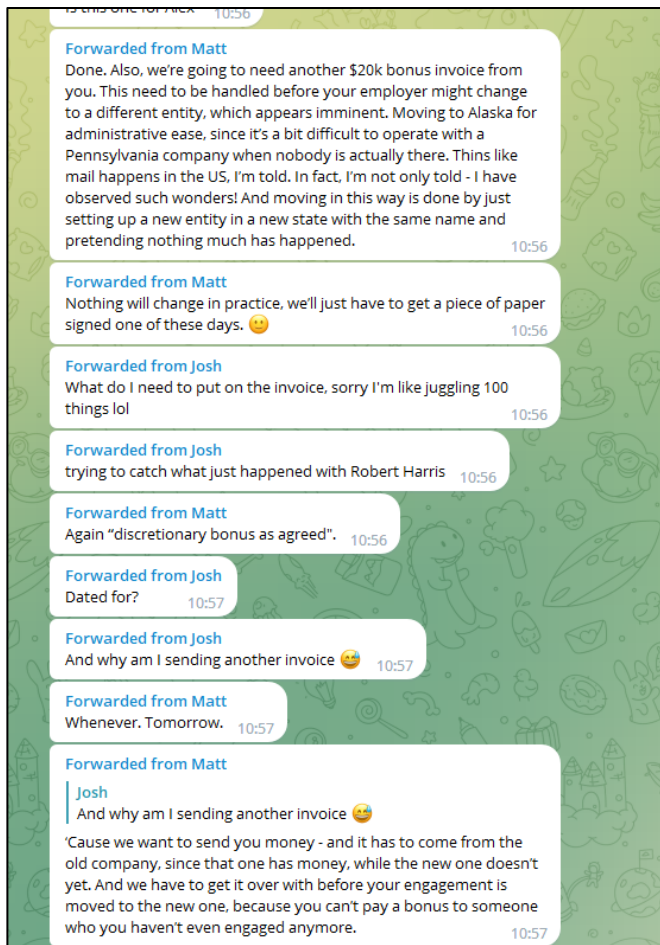 Is this one for Alex 10:56
Forwarded from Matt
Done. Also, we're going to need another $20k bonus invoice from
you. This need to be handled before your employer might change
to a different entity, which appears imminent. Moving to Alaska for
administrative ease, since it's a bit difficult to operate with a
Pennsylvania company when nobody is actually there. Thins like
mail happens in the US, I'm told. In fact, I'm not only told - I have
observed such wonders! And moving in this way is done by just
setting up a new entity in a new state with the same name and
pretending nothing much has happened.
10:56
Forwarded from Matt
Nothing will change in practice, we'll just have to get a piece of paper
signed one of these days. 🙂
10:56
Forwarded from Josh
What do I need to put on the invoice, sorry I'm like juggling 100
things lol
10:56
Forwarded from Josh
trying to catch what just happened with Robert Harris 10:56
Forwarded from Matt
Again “discretionary bonus as agreed". 10:56
Forwarded from Josh
Dated for? 10:57
Forwarded from Josh
And why am I sending another invoice 😅 10:57
Forwarded from Matt
Whenever. Tomorrow. 10:57
Forwarded from Matt
Josh
And why am I sending another invoice 😅
‘Cause we want to send you money - and it has to come from the
old company, since that one has money, while the new one doesn't
yet. And we have to get it over with before your engagement is
moved to the new one, because you can't pay a bonus to someone
who you haven't even engaged anymore.
10:57